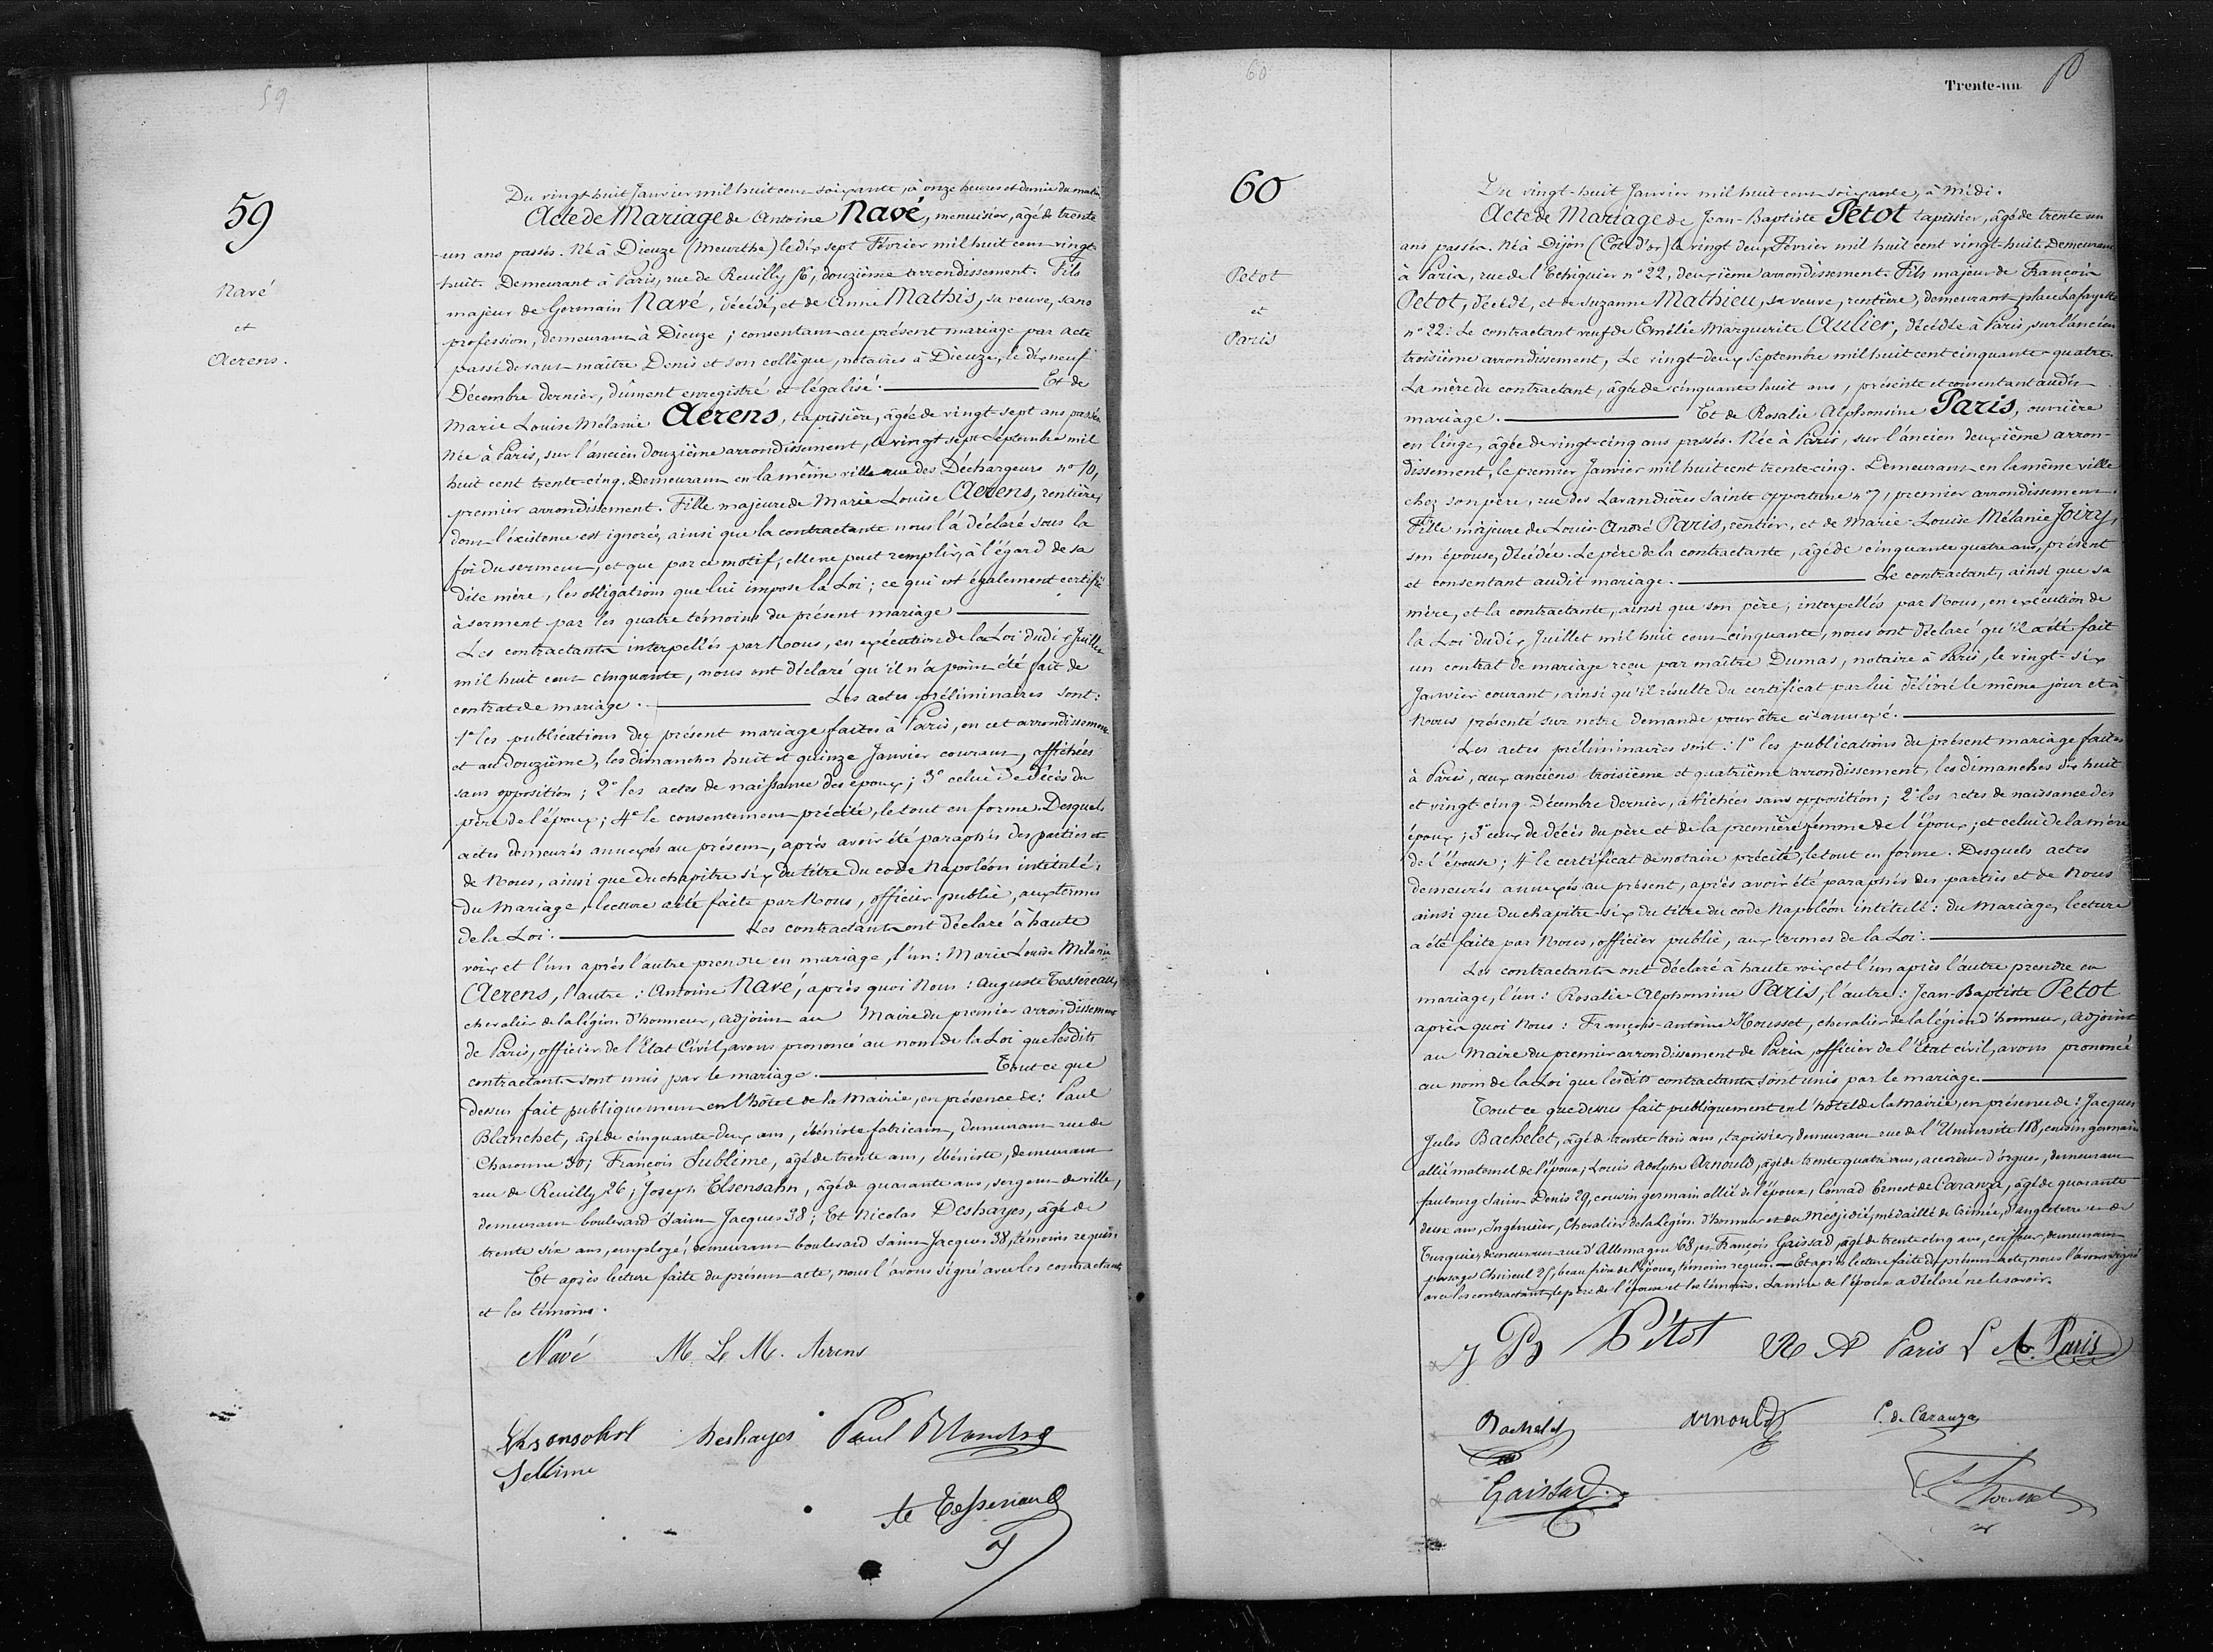 59
59
Navé
et
Aerens.
Du vingt-huit Janvier mil huit cent soixante, à onze heures et demie du matin
Acte de Mariage de Antoine Navé, menuisier, âgé de trente
-un ans passés. Né à Dieuze (Meurthe) le dix sept Février mil huit cent vingt-
huit. Demeurant à Paris, rue de Reuilly 56, douzième arrondissement. Fils
majeur de Germain Navé, décédé, et de Anne Mathis, sa veuve, sans
profession, demeurant à Dieuze ; consentant au présent mariage par acte
passé devant maître Denis et son collègue, notaires à Dieuze, le dix neuf
Décembre dernier, dûment enregistré et légalisé. Et de
Marie Louise Mélanie Aerens, tapissière, âgée de vingt-sept ans passés
Née à Paris, sur l'ancien douzième arrondissement, le vingt sept Septembre mil
huit cent trente-cinq. Demeurant en la même ville rue des Déchargeurs nº 10,
premier arrondissement. Fille majeure de Marie Louise Aerens, rentière,
dont l'existence est ignorée, ainsi que la contractante nous l'a déclaré sous la
foi du serment, et que par ce motif, elle ne peut remplir, à l'égard de sa
dite mère, les obligations que lui impose la Loi ; ce qui est également certifié
à serment par les quatre témoins du présent mariage
Les contractants interpellés par Nous, en exécution de la Loi du dix Juillet
mil huit cent cinquante, nous ont déclaré qu'il n'a point été fait de
contrat de mariage. Les actes préliminaires sont :
1º les publications du présent mariage faites à Paris, en cet arrondissement
et au douzième, les dimanches huit et quinze Janvier courant, affichées
sans opposition ; 2º les actes de naissance des époux ; 3º celui de décès du
père de l'époux ; 4º le consentement précité, le tout en forme. Desquels
actes demeurés annexés au présent, après avoir été paraphés des parties et
de Nous, ainsi que du chapitre six du titre du code Napoléon intitulé :
du Mariage, lecture a été faite par Nous, officier public, aux termes
de la Loi. Les contractants ont déclaré à haute
voix et l'un après l'autre prendre en mariage, l'un : Marie Louise Mélanie
Aerens, l'autre : Antoine Navé, après quoi Nous : Auguste Tessereau,
chevalier de la légion d'honneur, adjoint au Maire du premier arrondissement
de Paris, officier de l'Etat Civil, avons prononcé au nom de la Loi que lesdits
contractants sont unis par le mariage. Tout ce que
dessus fait publiquement en l'hôtel de la Mairie, en présence de : Paul
Blanchet, âgé de cinquante-deux ans, ébéniste fabricant, demeurant rue de
Charonne 30 ; François Sublime, âgé de trente ans, ébéniste, demeurant
rue de Reuilly 26 ; Joseph Elsensahn, âgé de quarante ans, sergent de ville,
demeurant boulevard Saint Jacques 38 ; Et Nicolas Deshayes, âgé de
trente six ans, employé, demeurant boulevard Saint Jacques 38, témoins requis.
Et après lecture faite du présent acte, nous l'avons signé avec les contractants
et les témoins.
Navé M. L. M. Aerens
Deshayes Paul Blanchet
60
60
Petot
et
Paris
Trente-un
Du vingt-huit Janvier mil huit cent soixante, à midi.
Acte de Mariage de Jean-Baptiste Petot tapissier, âgé de trente un
ans passés. Né à Dijon (Côte d'or) le vingt deux Février mil huit cent vingt-huit. Demeurant
à Paris, rue de l'Echiquier nº 22, deuxième arrondissement. Fils majeur de François
Petot, décédé, et de Suzanne Mathieu, sa veuve, rentière, demeurant place Lafayette
nº 22. Le contractant veuf de Emélie Marguerite Aulier, décédée à Paris, sur l'ancien
troisième arrondissement, Le vingt-deux Septembre mil huit cent cinquante-quatre.
La mère du contractant, âgée de cinquante huit ans, présente et consentant audit
mariage. Et de Rosalie Alphonsine Paris, ouvrière
en linge, âgée de vingt-cinq ans passés. Née à Paris, sur l'ancien deuxième arron-
dissement, le premier Janvier mil huit cent trente-cinq. Demeurant en la même ville
chez son père, rue des Lavandières Sainte Opportune nº 7, premier arrondissement.
Fille majeure de Louis André Paris, rentier, et de Marie Louise Mélanie Jovry,
son épouse, décédée. Le père de la contractante, âgé de cinquante quatre ans, présent
et consentant audit mariage. Le contractant, ainsi que sa
mère, et la contractante, ainsi que son père, interpellés par Nous, en exécution de
la Loi du dix Juillet mil huit cent cinquante, nous ont déclaré qu'il a été fait
un contrat de mariage reçu par maître Dumas, notaire à Paris, le vingt-six
Janvier courant, ainsi qu'il résulte du certificat par lui délivré le même jour et à
Nous présenté sur notre demande pour être ci annexé.
Les actes préliminaires sont : 1º les publications du présent mariage faites
à Paris, aux anciens troisième et quatrième arrondissement, les dimanches dix huit
et vingt-cinq Décembre dernier, affichées sans opposition ; 2º les actes de naissance des
époux ; 3º ceux de décès du père et de la première femme de l'époux ; et celui de la mère
de l'épouse ; 4º le certificat de notaire précité, le tout en forme. Desquels actes
demeurés annexés au présent, après avoir été paraphés des parties et de Nous
ainsi que du chapitre six du titre du code Napoléon intitulé : du Mariage, lecture
a été faite par Nous, officier public, aux termes de la Loi.
Les contractants ont déclaré à haute voix et l'un après l'autre prendre en
mariage, l'un : Rosalie Alphonsine Paris, l'autre : Jean-Baptiste Petot
après quoi Nous : François-Antoine Housset, chevalier de la légion d'honneur, adjoint
au Maire du premier arrondissement de Paris, officier de l'Etat civil, avons prononcé
au nom de la Loi que lesdits contractants sont unis par le mariage.
Tout ce que dessus fait publiquement en l'hôtel de la Mairie, en présence de : Jacques
Jules Bachelet, âgé de trente trois ans, tapissier, demeurant rue de l'Université 188, cousin germain
allié maternel de l'époux ; Louis Adolphe Arnould, âgé de trente quatre ans, accordeur d'orgues, demeurant
faubourg Saint Denis 29, cousin germain allié de l'époux, Conrad Ernest de Caranza, âgé de quarante
deux ans, Ingénieur, Chevalier de la Légion d'honneur et du Medjidié, médaillé de Crimée, d'Angleterre et de
Turquie, demeurant rue d'Allemagne 68, et François Gaissad, âgé de trente cinq ans, coiffeur, demeurant
passage Choiseul 25, beau frère de l'époux, témoins requis. Et après lecture faite du présent acte, nous l'avons signé
avec les contractants, le père de l'épouse et les témoins. La mère de l'époux a déclaré ne le savoir.
J B Pétot R A Paris L A. Paris
Bachelet Arnould C. de Caranza
Gaissad Housset